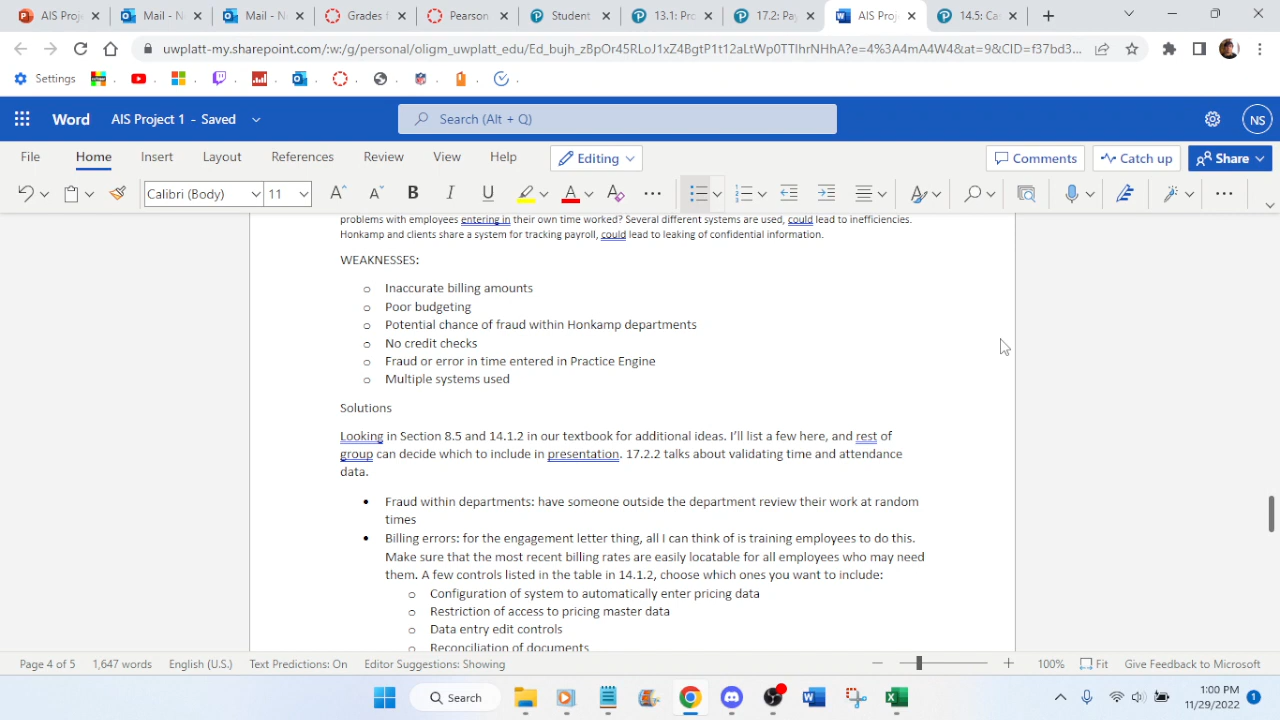 AIS Proj
Mail - N
Mail - N
Grades f
Pearson
Student
13.1: Pro
17.2: Pay
AIS Proj
14.5: Cas
uwplatt-my.sharepoint.com/:w:/g/personal/oligm_uwplatt_edu/
Settings
Word AIS Project 1 - Saved Search (Alt + Q) NS
File Home Insert Layout References Review View Help Editing Comments Catch up Share
Calibri (Body) 11 B I U A
problems with employees entering in their own time worked? Several different systems are used, could lead to inefficiencies.
Honkamp and clients share a system for tracking payroll, could lead to leaking of confidential information.
WEAKNESSES:
o Inaccurate billing amounts
o Poor budgeting
o Potential chance of fraud within Honkamp departments
o No credit checks
o Fraud or error in time entered in Practice Engine
o Multiple systems used
Solutions
Looking in Section 8.5 and 14.1.2 in our textbook for additional ideas. I'll list a few here, and rest of
group can decide which to include in presentation. 17.2.2 talks about validating time and attendance
data.
• Fraud within departments: have someone outside the department review their work at random
times
• Billing errors: for the engagement letter thing, all I can think of is training employees to do this.
Make sure that the most recent billing rates are easily locatable for all employees who may need
them. A few controls listed in the table in 14.1.2, choose which ones you want to include:
o Configuration of system to automatically enter pricing data
o Restriction of access to pricing master data
o Data entry edit controls
o Reconciliation of documents
Page 4 of 5 1,647 words English (U.S.) Text Predictions: On Editor Suggestions: Showing 100% Fit Give Feedback to Microsoft
Search
1:00 PM
11/29/2022
1